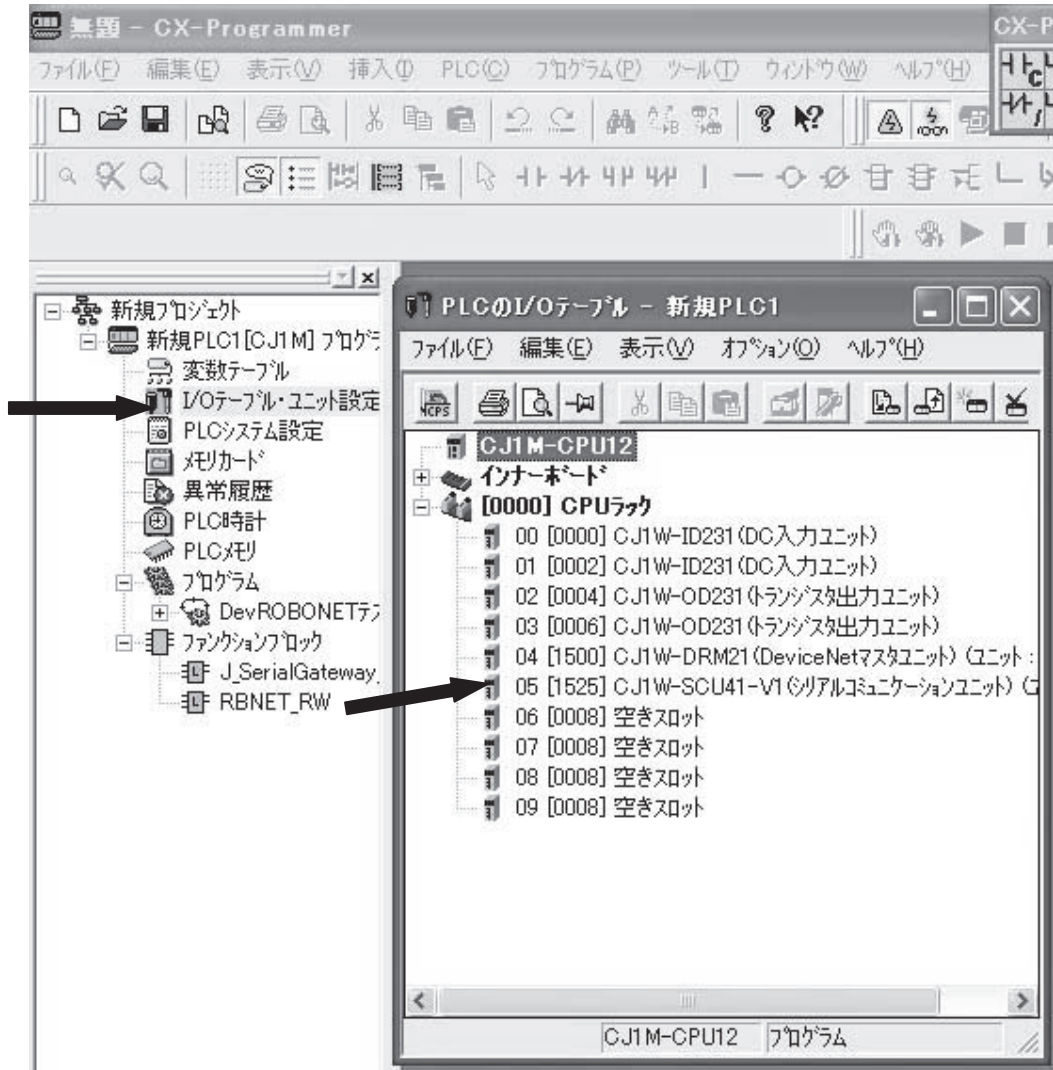 無題 - CX-Programmer
CX-P
ファイル(F) 編集(E) 表示(V) 挿入(I) PLC(C) プログラム(P) ツール(T) ウィンドウ(W) ヘルプ(H)
新規プロジェクト
新規PLC1[CJ1M] プログラ
変数テーブル
I/Oテーブル・ユニット設定
PLCシステム設定
メモリカード
異常履歴
PLC時計
PLCメモリ
プログラム
DevROBONETテス
ファンクションブロック
J_SerialGateway_
RBNET_RW
PLCのI/Oテーブル - 新規PLC1
ファイル(F) 編集(E) 表示(V) オプション(O) ヘルプ(H)
NCPS
CJ1M-CPU12
インナーボード
[0000] CPUラック
00 [0000] CJ1W-ID231(DC入力ユニット)
01 [0002] CJ1W-ID231(DC入力ユニット)
02 [0004] CJ1W-OD231(トランジスタ出力ユニット)
03 [0006] CJ1W-OD231(トランジスタ出力ユニット)
04 [1500] CJ1W-DRM21(DeviceNetマスタユニット) (ユニット :
05 [1525] CJ1W-SCU41-V1(シリアルコミュニケーションユニット) (
06 [0008] 空きスロット
07 [0008] 空きスロット
08 [0008] 空きスロット
09 [0008] 空きスロット
CJ1M-CPU12 プログラム